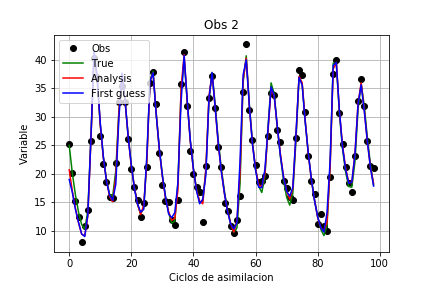 Obs 2
Obs
True
Analysis
First guess
Variable
40
35
30
25
20
15
10
0 20 40 60 80 100
Ciclos de asimilacion